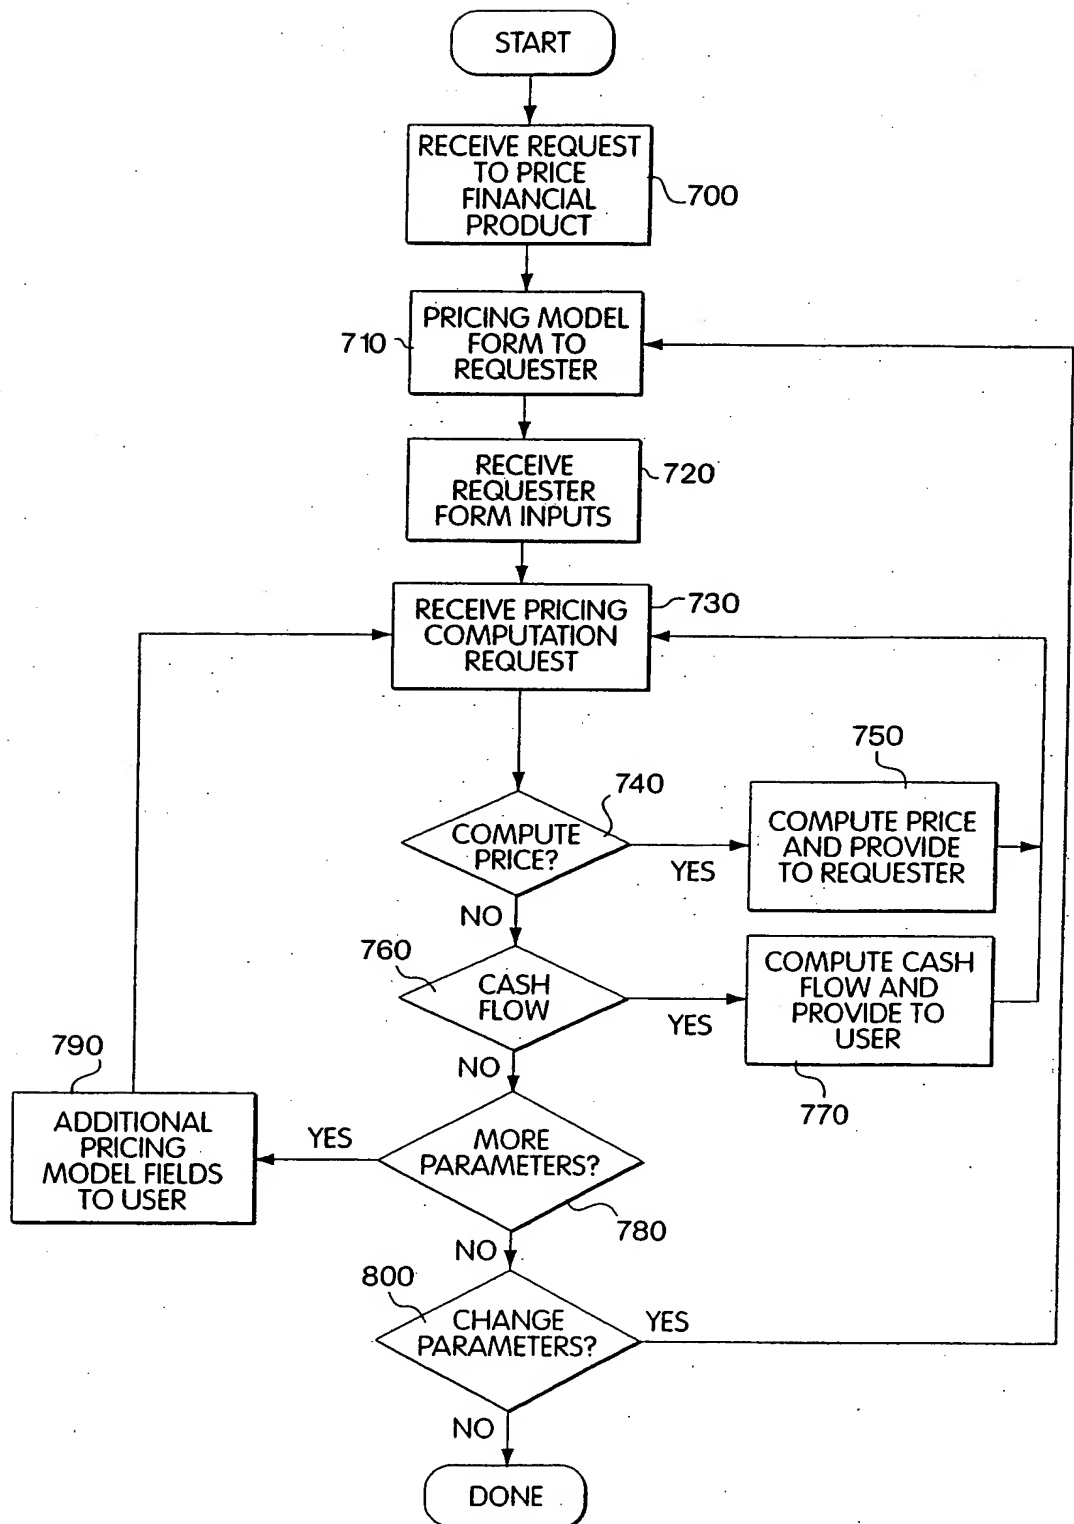 START
RECEIVE REQUEST
TO PRICE
FINANCIAL
PRODUCT
700
PRICING MODEL
FORM TO
REQUESTER
710
RECEIVE
REQUESTER
FORM INPUTS
720
RECEIVE PRICING
COMPUTATION
REQUEST
730
COMPUTE
PRICE?
740
YES
NO
750
COMPUTE PRICE
AND PROVIDE
TO REQUESTER
760
CASH
FLOW
YES
NO
COMPUTE CASH
FLOW AND
PROVIDE TO
USER
770
MORE
PARAMETERS?
780
YES
NO
790
ADDITIONAL
PRICING
MODEL FIELDS
TO USER
800
CHANGE
PARAMETERS?
YES
NO
DONE